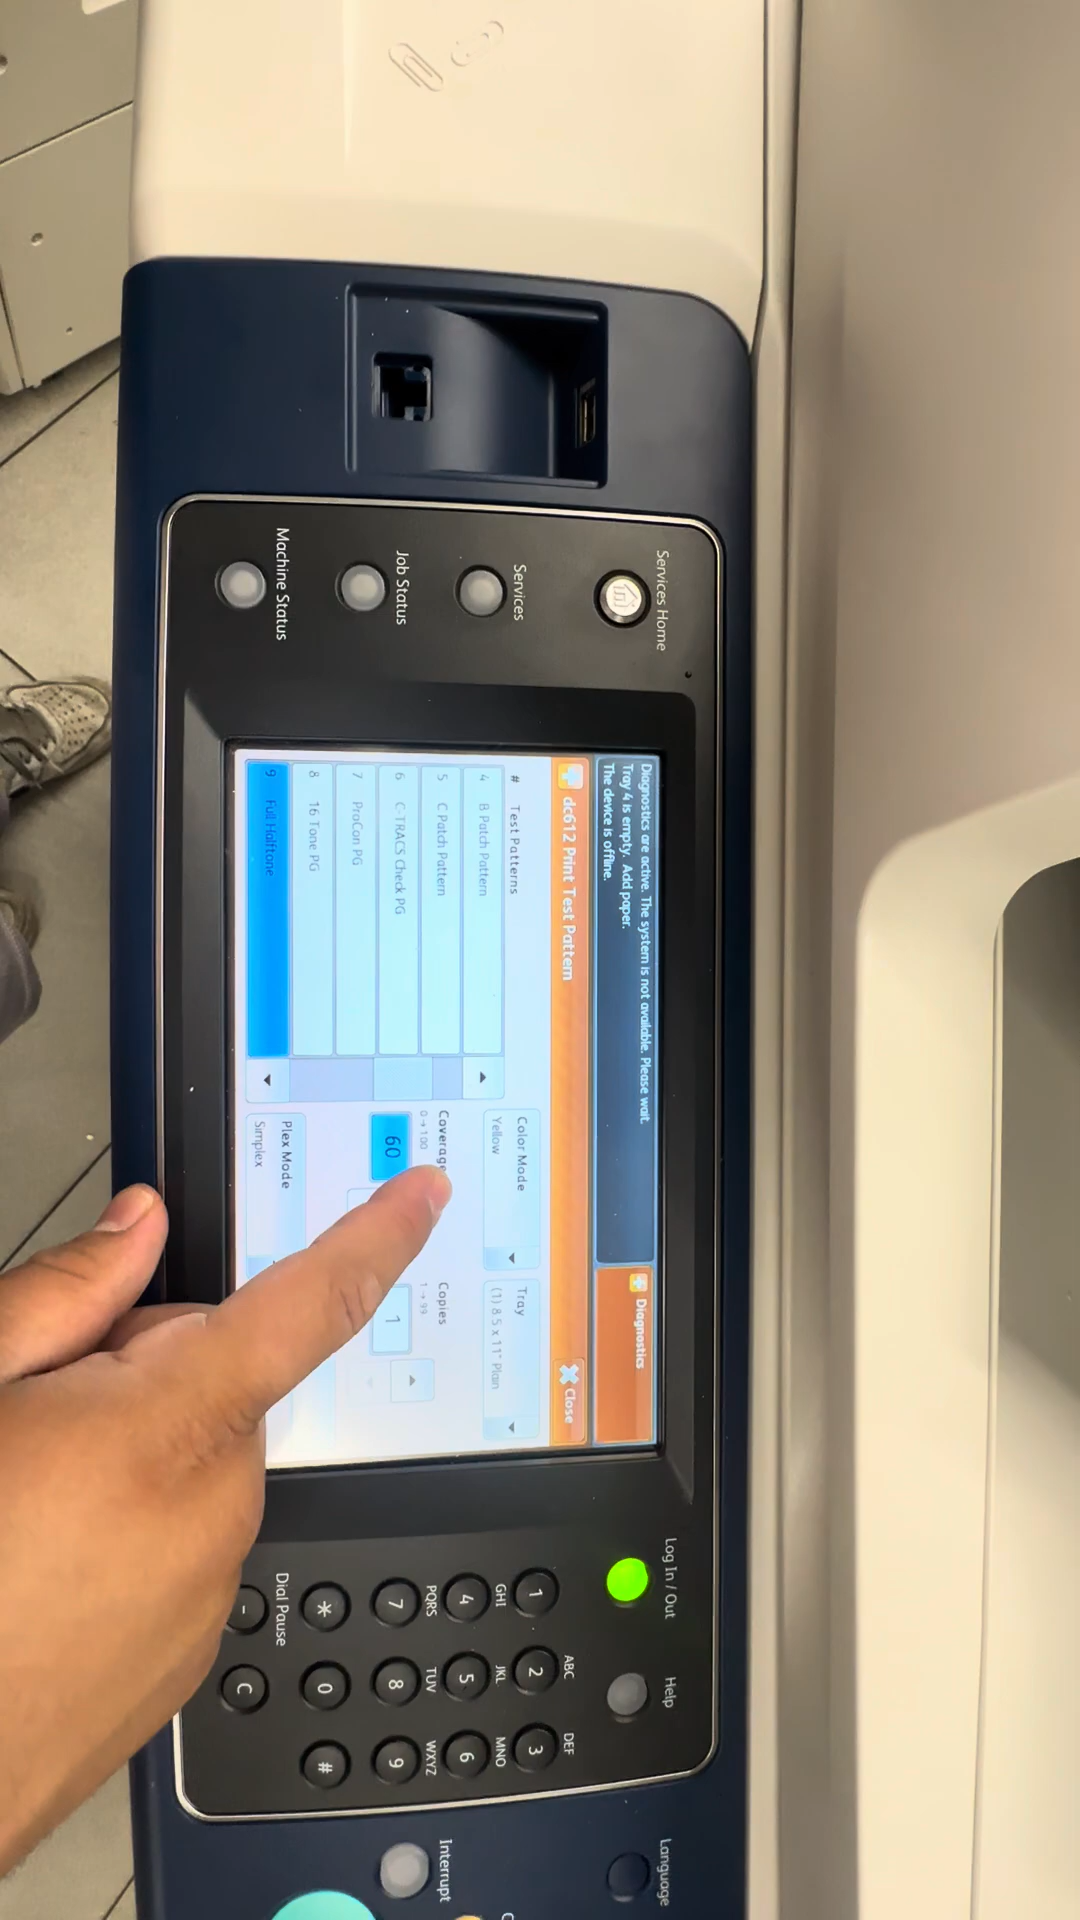 Services Home
Services
Job Status
Machine Status
Diagnostics are active. The system is not available. Please wait.
Tray 4 is empty. Add paper.
The device is offline.
Diagnostics
dc612 Print Test Pattern
Close
# Test Patterns
4 B Patch Pattern
5 C Patch Pattern
6 C-TRACS Check PG
7 ProCon PG
8 16 Tone PG
9 Full Halftone
Color Mode
Yellow
Tray
(1) 8.5 x 11" Plain
0→100
60
Copies
1→99
1
Plex Mode
Simplex
Log In / Out
Help
ABC
DEF
1 2 3
GHI JKL MNO
4 5 6
PQRS TUV WXYZ
7 8 9
* 0 #
Dial Pause
- C
Language
Interrupt